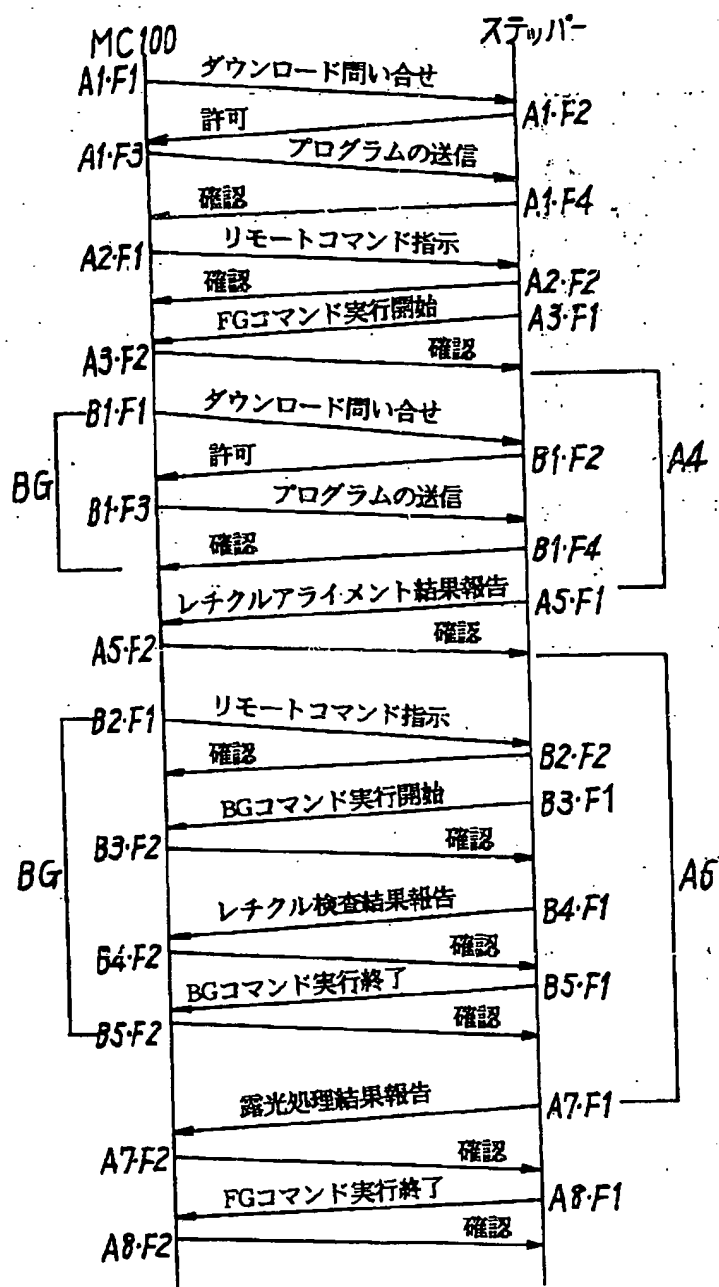 MC100
ステッパー
A1・F1
ダウンロード問い合せ
許可
A1・F2
A1・F3
プログラムの送信
確認
A1・F4
A2・F1
リモートコマンド指示
確認
A2・F2
FGコマンド実行開始
A3・F1
A3・F2
確認
B1・F1
ダウンロード問い合せ
許可
B1・F2
A4
BG
B1・F3
プログラムの送信
確認
B1・F4
レチクルアライメント結果報告
A5・F1
A5・F2
確認
B2・F1
リモートコマンド指示
確認
B2・F2
BGコマンド実行開始
B3・F1
B3・F2
確認
BG
A6
レチクル検査結果報告
B4・F1
B4・F2
確認
BGコマンド実行終了
B5・F1
B5・F2
確認
露光処理結果報告
A7・F1
A7・F2
確認
FGコマンド実行終了
A8・F1
A8・F2
確認